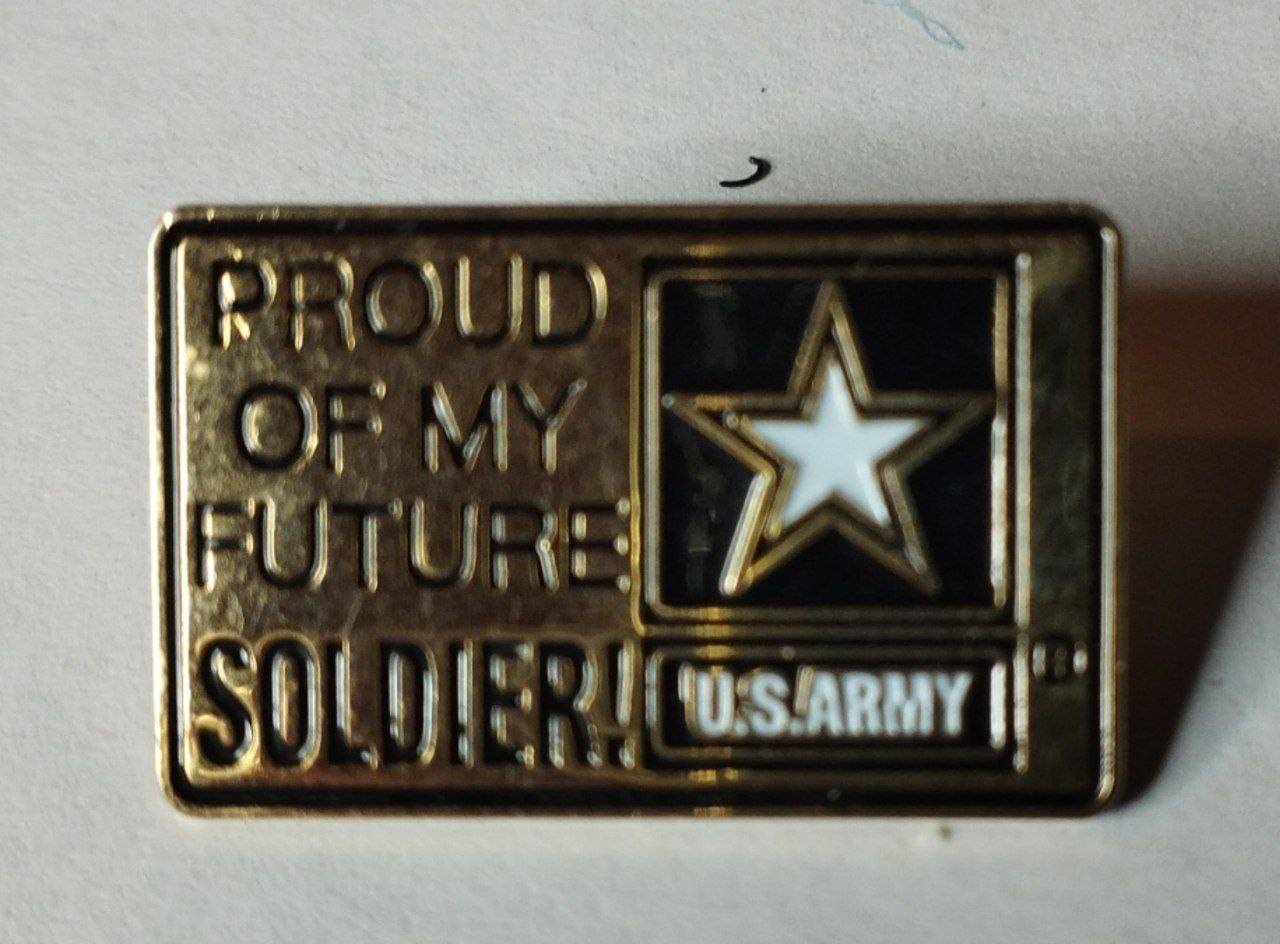 PROUD
OF MY
FUTURE
SOLDIER!
U.S.ARMY
®